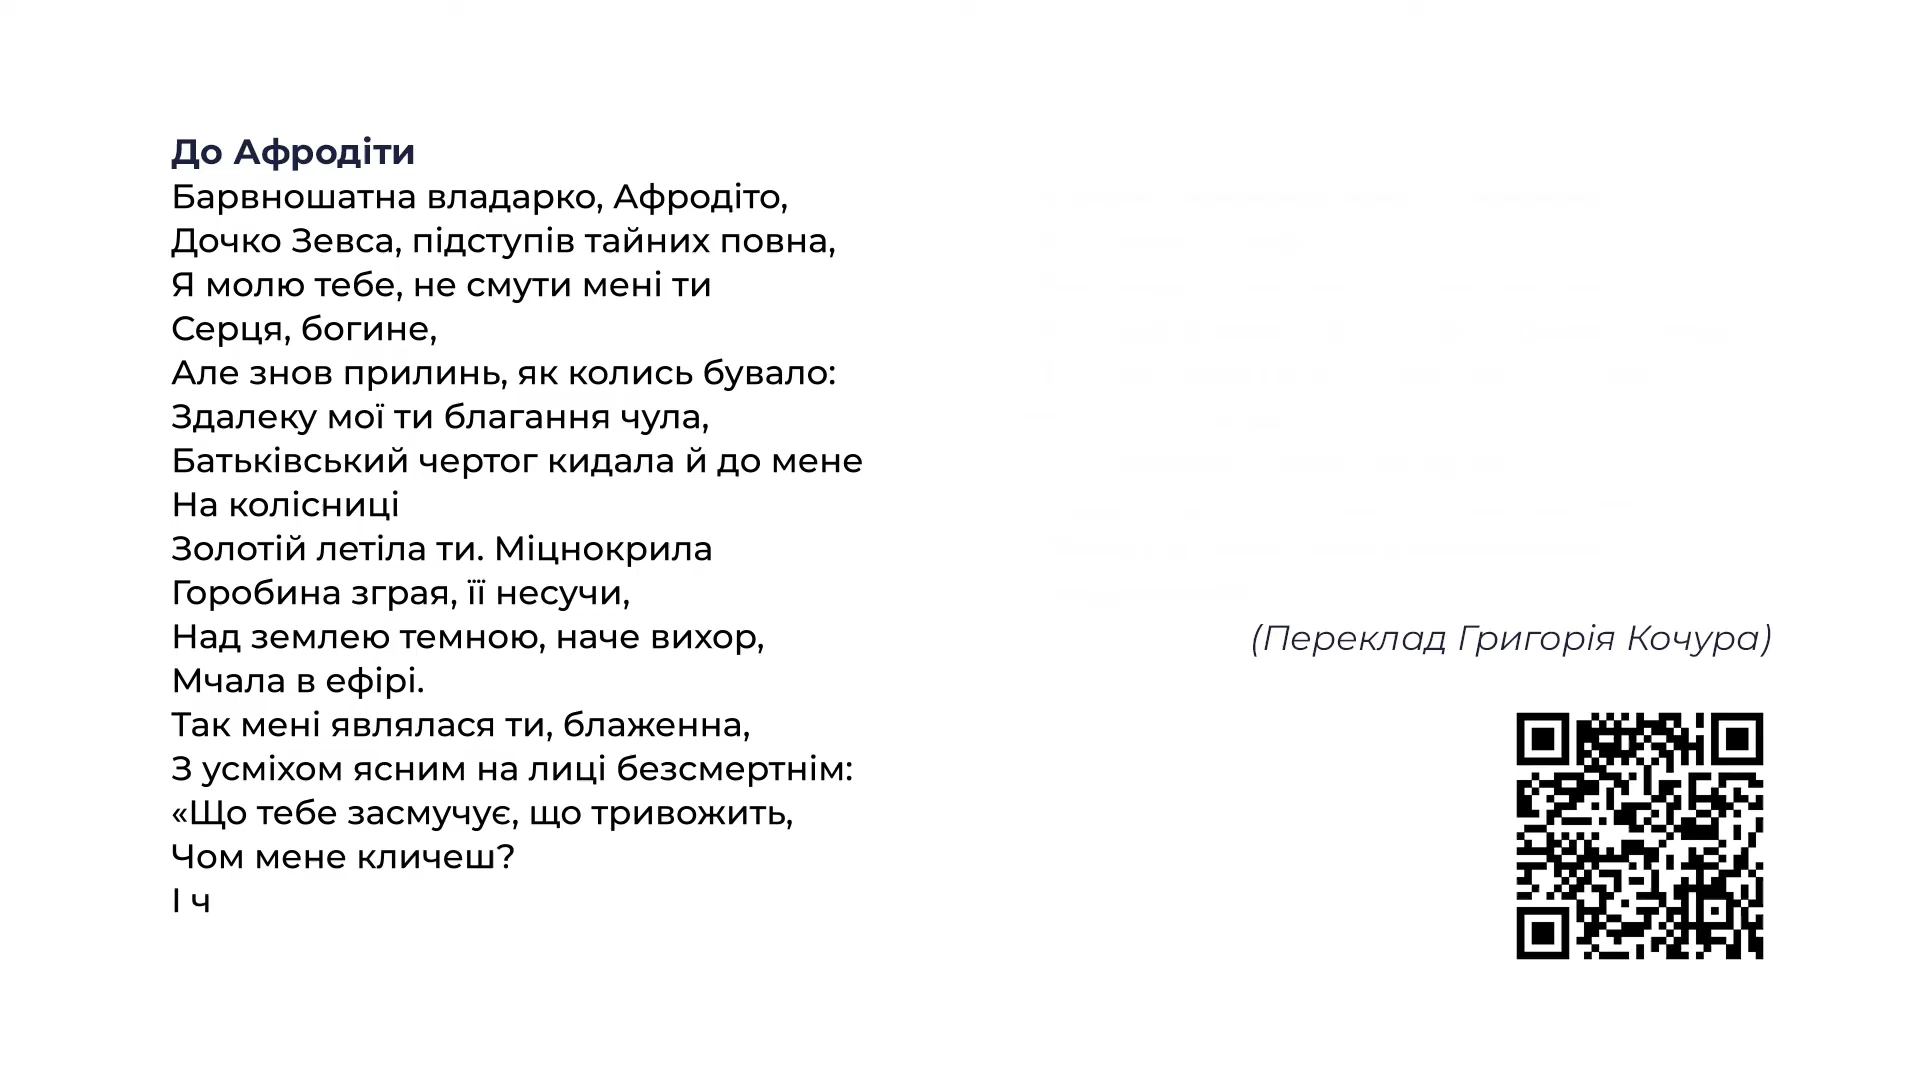 До Афродіти
Барвношатна владарко, Афродіто,
Дочко Зевса, підступів тайних повна,
Я молю тебе, не смути мені ти
Серця, богине,
Але знов прилинь, як колись бувало:
Здалеку мої ти благання чула,
Батьківський чертог кидала й до мене
На колісниці
Золотій летіла ти. Міцнокрила
Горобина зграя, її несучи,
Над землею темною, наче вихор,
Мчала в ефірі.
Так мені являлася ти, блаженна,
З усміхом ясним на лиці безсмертнім:
«Що тебе засмучує, що тривожить,
Чом мене кличеш?
І ч
(Переклад Григорія Кочура)